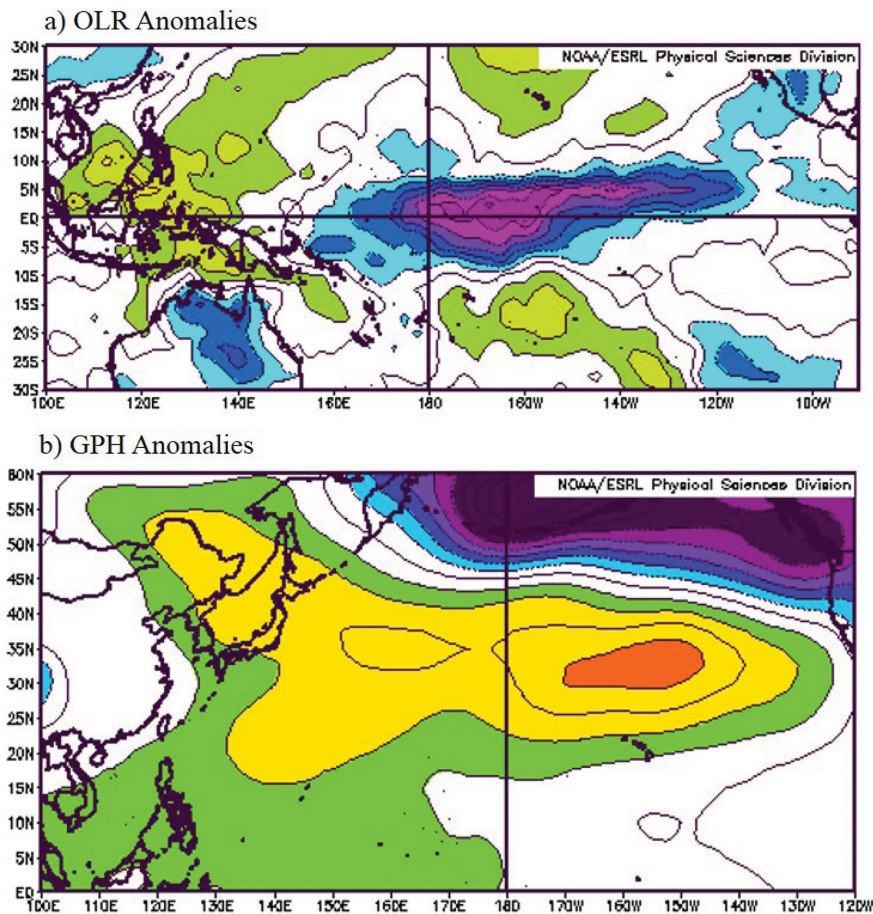 a) OLR Anomalies
NOAA/ESRL Physical Sciences Division
30N
25N
20N
15N
10N
5N
EQ
5S
10S
15S
20S
25S
30S
100E 120E 140E 160E 180 160W 140W 120W 100W
b) GPH Anomalies
NOAA/ESRL Physical Sciences Division
60N
55N
50N
45N
40N
35N
30N
25N
20N
15N
10N
5N
EQ
100E 110E 120E 130E 140E 150E 160E 170E 180 170W 160W 150W 140W 130W 120W